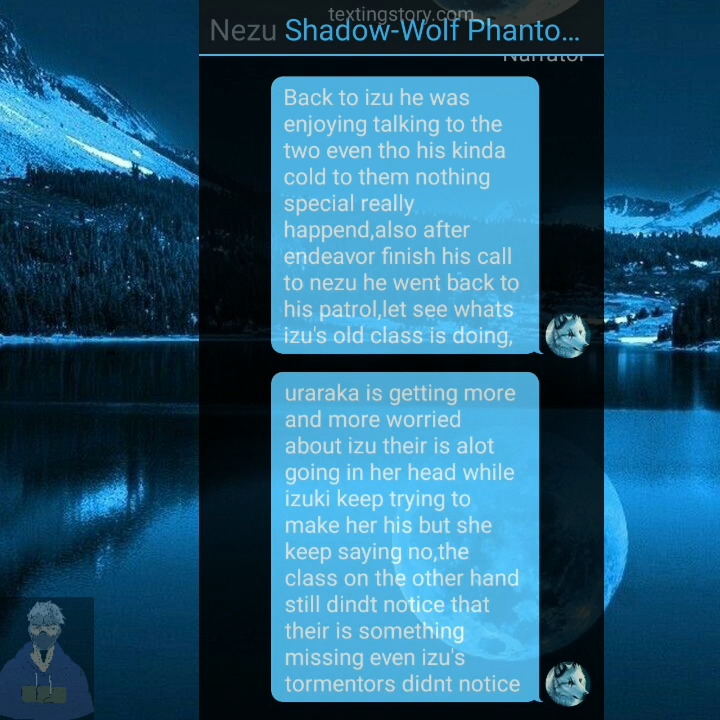 textingstory.com
Nezu Shadow-Wolf Phanto...
Narrator
Back to izu he was
enjoying talking to the
two even tho his kinda
cold to them nothing
special really
happend,also after
endeavor finish his call
to nezu he went back to
his patrol,let see whats
izu's old class is doing,
uraraka is getting more
and more worried
about izu their is alot
going in her head while
izuki keep trying to
make her his but she
keep saying no,the
class on the other hand
still dindt notice that
their is something
missing even izu's
tormentors didnt notice